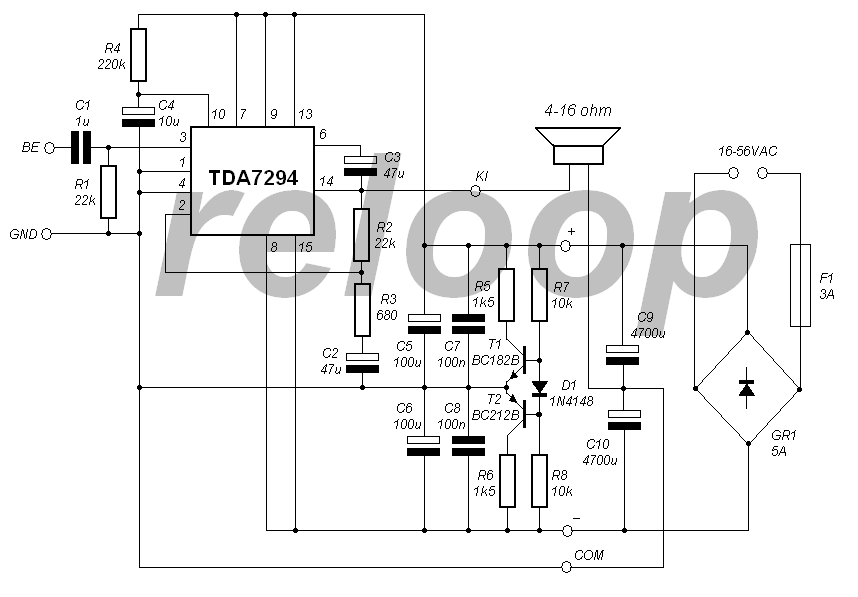 R4
220k
C1
1u
C4
10u
10
7
9
13
BE
3
1
4
2
R1
22k
GND
TDA7294
6
14
8
15
C3
47u
KI
4-16 ohm
16-56VAC
R2
22k
R3
680
C2
47u
reloop
+
R5
1k5
R7
10k
F1
3A
C9
4700u
C5
100u
C7
100n
T1
BC182B
T2
BC212B
D1
1N4148
C6
100u
C8
100n
C10
4700u
GR1
5A
R6
1k5
R8
10k
−
COM